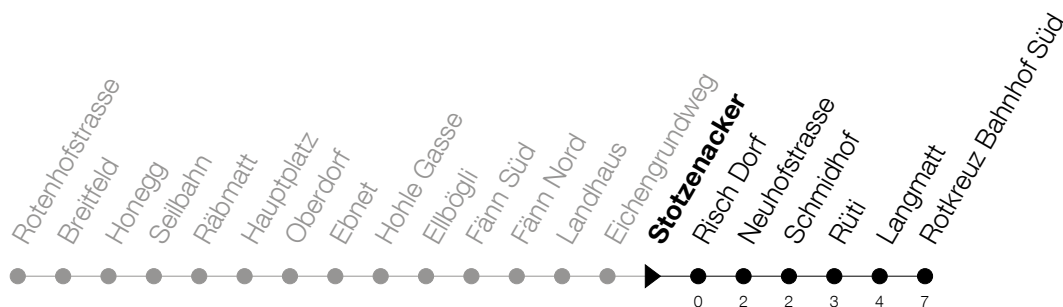 Rotenhofstrasse
Breitfeld
Honegg
Seilbahn
Räbmatt
Hauptplatz
Oberdorf
Ebnet
Hohle Gasse
Ellbögli
Fänn Süd
Fänn Nord
Landhaus
Eichengrundweg
Stotzenacker
Risch Dorf
Neuhofstrasse
Schmidhof
Rüti
Langmatt
Rotkreuz Bahnhof Süd
0 2 2 3 4 7